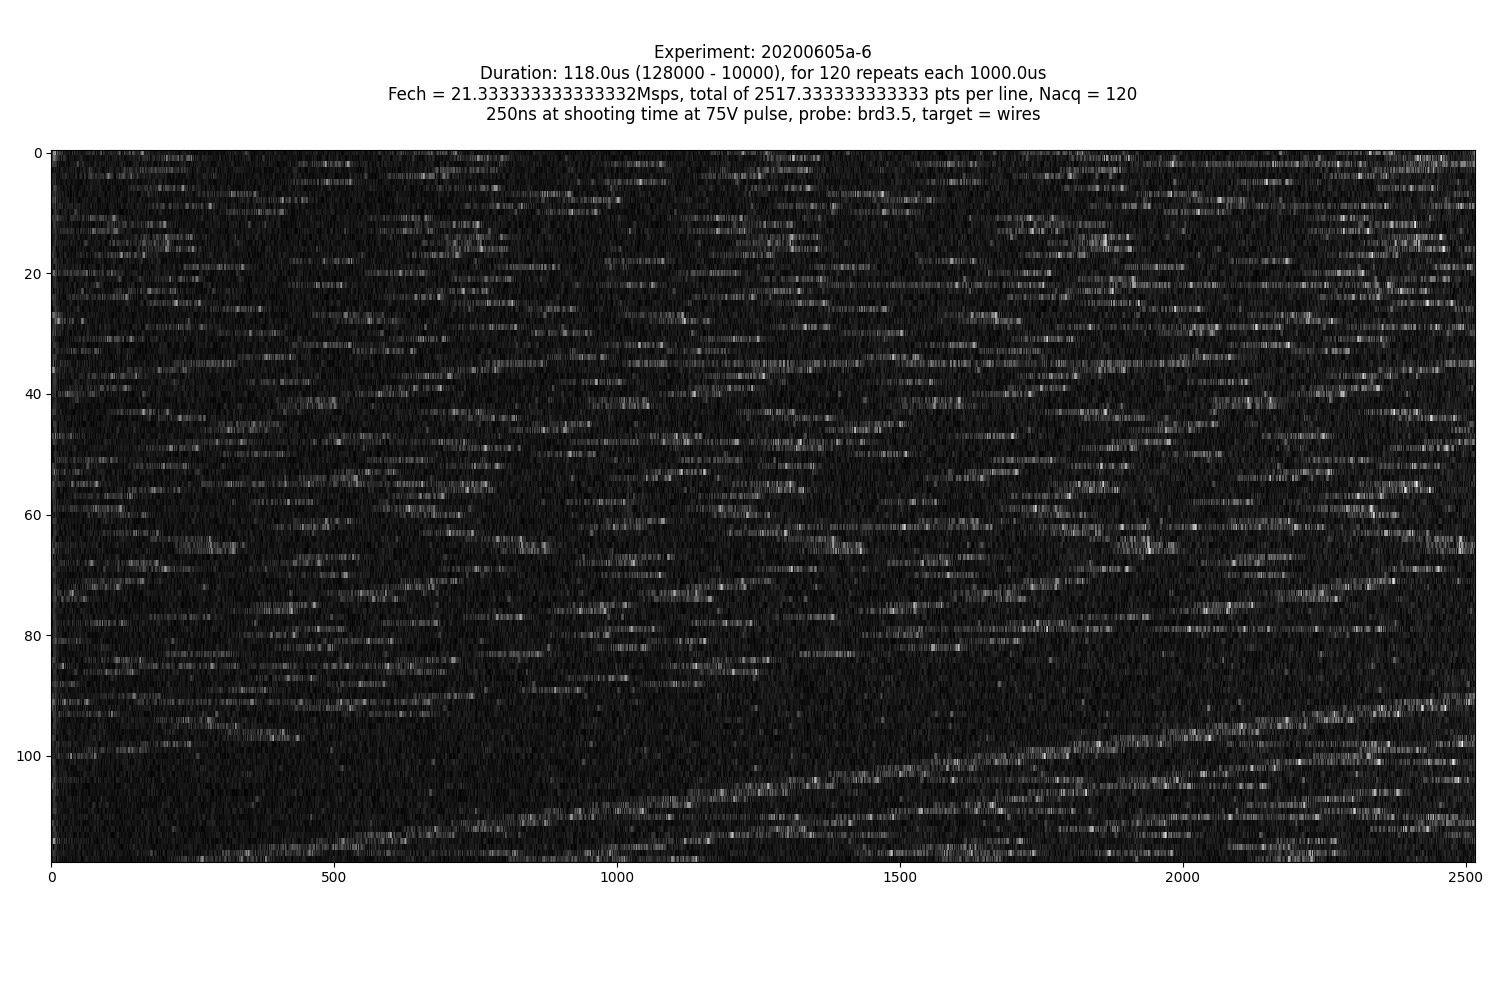 Experiment: 20200605a-6
Duration: 118.0us (128000 - 10000), for 120 repeats each 1000.0us
Fech = 21.333333333333332Msps, total of 2517.333333333333 pts per line, Nacq = 120
250ns at shooting time at 75V pulse, probe: brd3.5, target = wires
0
20
40
60
80
100
0 500 1000 1500 2000 2500